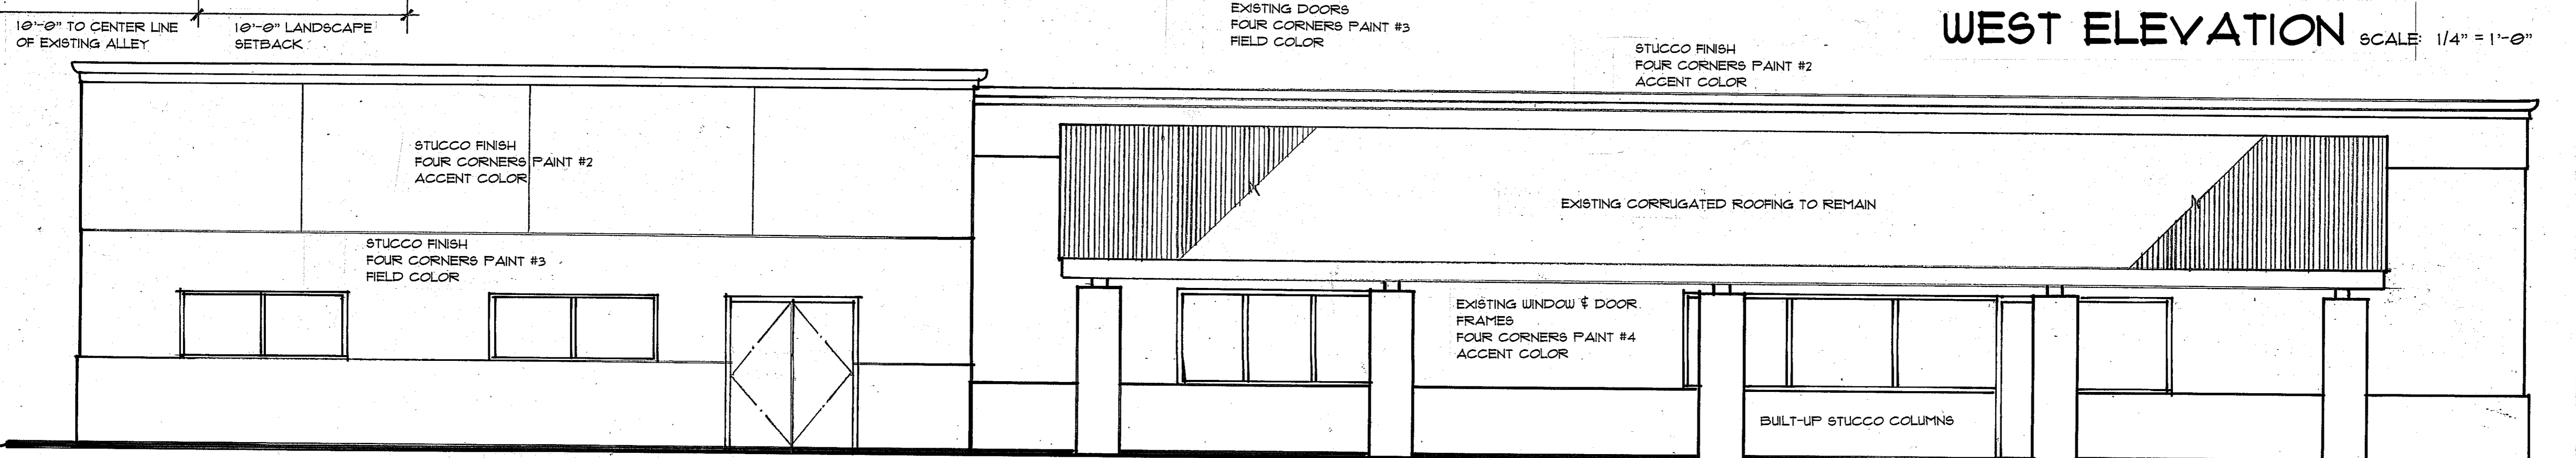 10'-0" TO CENTER LINE
OF EXISTING ALLEY
10'-0" LANDSCAPE
SETBACK
EXISTING DOORS
FOUR CORNERS PAINT #3
FIELD COLOR
STUCCO FINISH
FOUR CORNERS PAINT #2
ACCENT COLOR
WEST ELEVATION SCALE: 1/4" = 1'-0"
STUCCO FINISH
FOUR CORNERS PAINT #2
ACCENT COLOR
EXISTING CORRUGATED ROOFING TO REMAIN
STUCCO FINISH
FOUR CORNERS PAINT #3
FIELD COLOR
EXISTING WINDOW & DOOR
FRAMES
FOUR CORNERS PAINT #4
ACCENT COLOR
BUILT-UP STUCCO COLUMNS